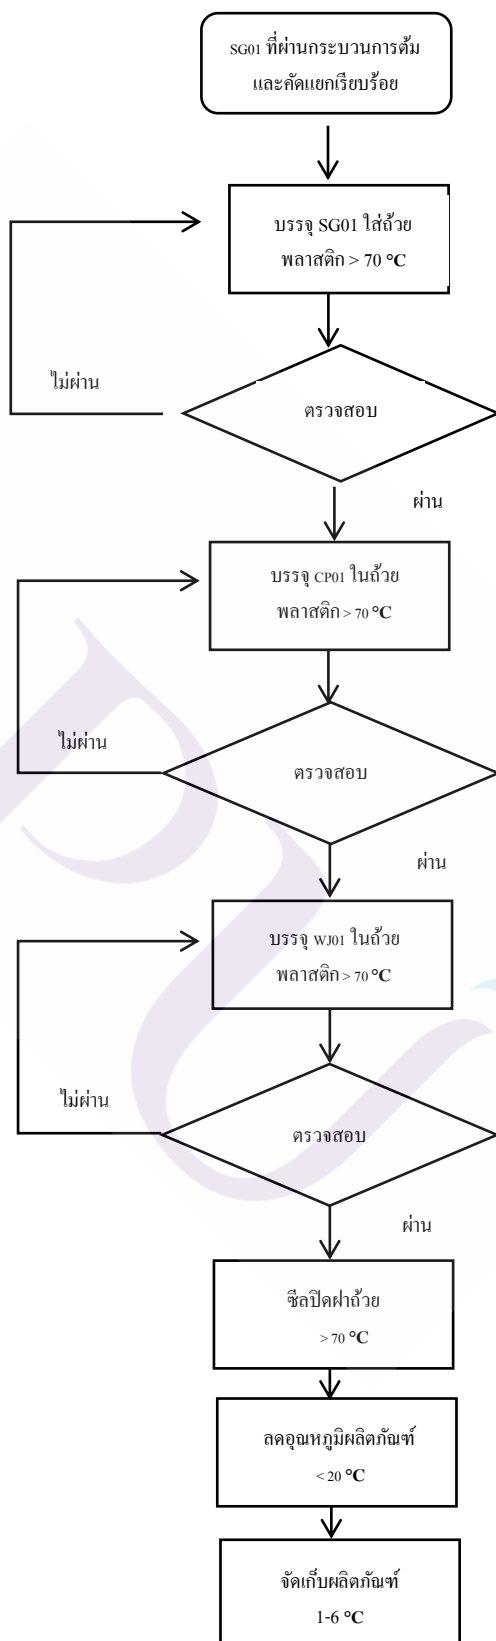 SG01 ที่ผ่านกระบวนการต้ม
และคัดแยกเรียบร้อย
บรรจุ SG01 ใส่ถ้วย
พลาสติก > 70 °C
ไม่ผ่าน
ตรวจสอบ
ผ่าน
บรรจุ CP01 ในถ้วย
พลาสติก > 70 °C
ไม่ผ่าน
ตรวจสอบ
ผ่าน
บรรจุ WJ01 ในถ้วย
พลาสติก > 70 °C
ไม่ผ่าน
ตรวจสอบ
ผ่าน
ซีลปิดฝาถ้วย
> 70 °C
ลดอุณหภูมิผลิตภัณฑ์
< 20 °C
จัดเก็บผลิตภัณฑ์
1-6 °C